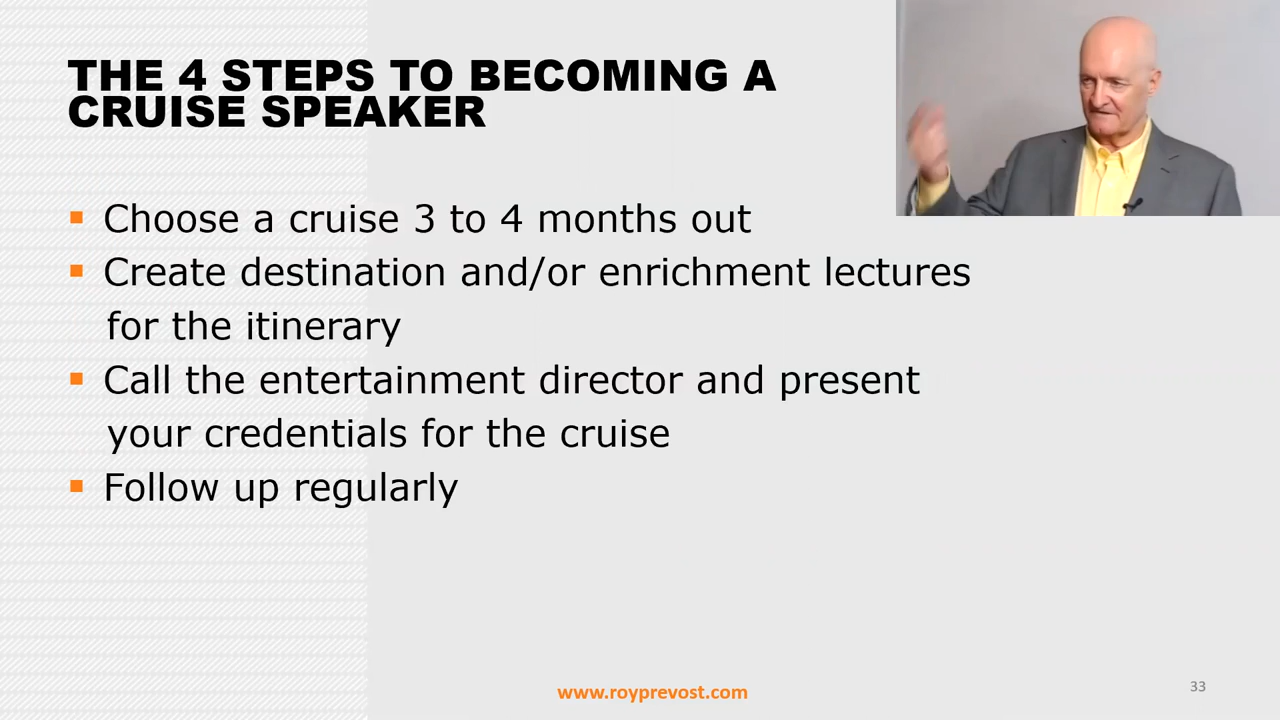 THE 4 STEPS TO BECOMING A
CRUISE SPEAKER
▪ Choose a cruise 3 to 4 months out
▪ Create destination and/or enrichment lectures
for the itinerary
▪ Call the entertainment director and present
your credentials for the cruise
▪ Follow up regularly
www.royprevost.com
33